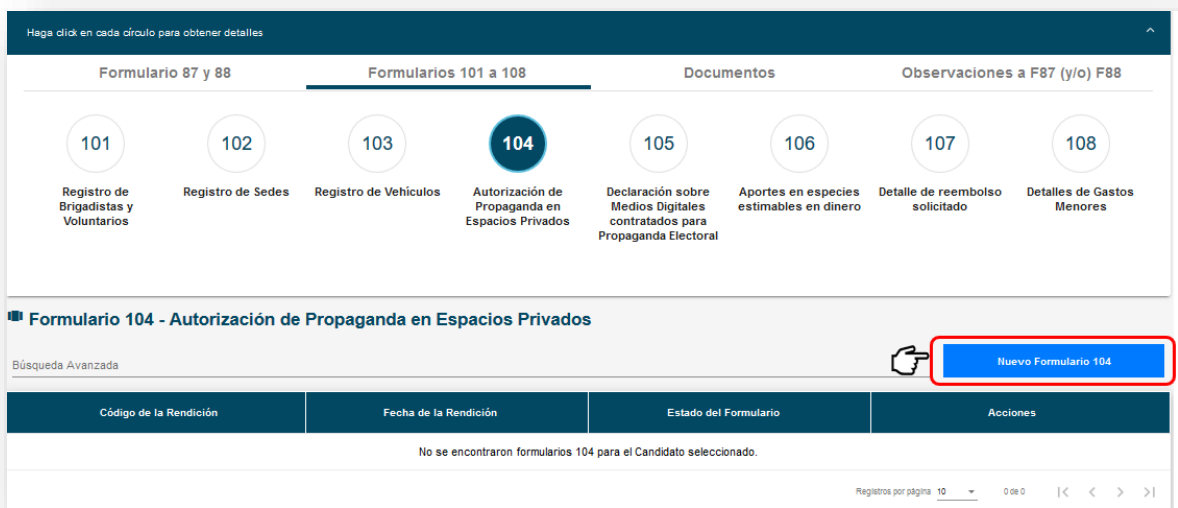 Haga click en cada círculo para obtener detalles
Formulario 87 y 88
Formularios 101 a 108
Documentos
Observaciones a F87 (y/o) F88
101
102
103
104
105
106
107
108
Registro de
Brigadistas y
Voluntarios
Registro de Sedes
Registro de Vehículos
Autorización de
Propaganda en
Espacios Privados
Declaración sobre
Medios Digitales
contratados para
Propaganda Electoral
Aportes en especies
estimables en dinero
Detalle de reembolso
solicitado
Detalles de Gastos
Menores
Formulario 104 - Autorización de Propaganda en Espacios Privados
Búsqueda Avanzada
Nuevo Formulario 104
Código de la Rendición
Fecha de la Rendición
Estado del Formulario
Acciones
No se encontraron formularios 104 para el Candidato seleccionado.
Registros por página 10
0 de 0